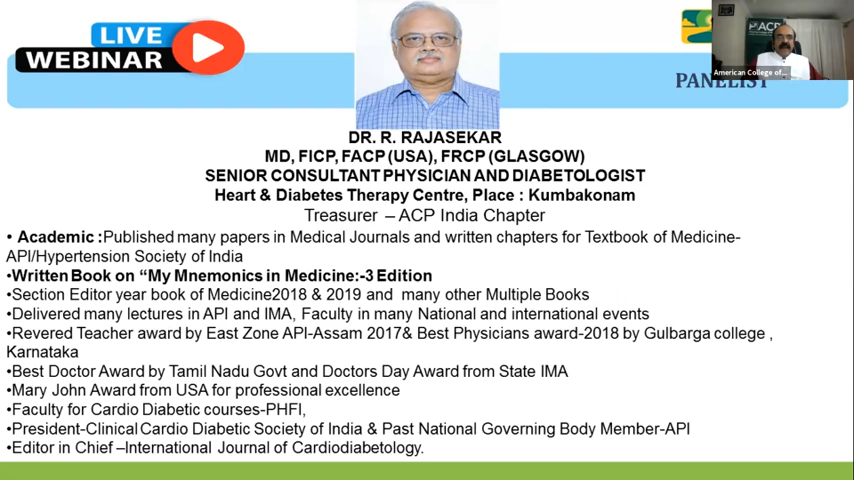 LIVE
WEBINAR
ACP
American College of...
PANELIST
DR. R. RAJASEKAR
MD, FICP, FACP (USA), FRCP (GLASGOW)
SENIOR CONSULTANT PHYSICIAN AND DIABETOLOGIST
Heart & Diabetes Therapy Centre, Place : Kumbakonam
Treasurer – ACP India Chapter
• Academic :Published many papers in Medical Journals and written chapters for Textbook of Medicine-
API/Hypertension Society of India
•Written Book on “My Mnemonics in Medicine:-3 Edition
•Section Editor year book of Medicine2018 & 2019 and many other Multiple Books
•Delivered many lectures in API and IMA, Faculty in many National and international events
•Revered Teacher award by East Zone API-Assam 2017& Best Physicians award-2018 by Gulbarga college ,
Karnataka
•Best Doctor Award by Tamil Nadu Govt and Doctors Day Award from State IMA
•Mary John Award from USA for professional excellence
•Faculty for Cardio Diabetic courses-PHFI,
•President-Clinical Cardio Diabetic Society of India & Past National Governing Body Member-API
•Editor in Chief –International Journal of Cardiodiabetology.